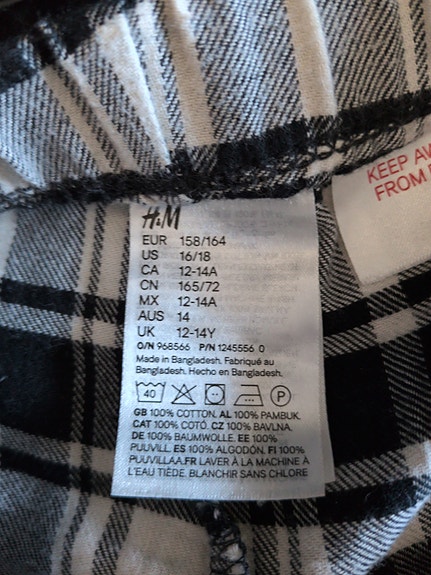 H&M
KEEP
FROM
EUR 158/164
US 16/18
CA 12-14A
CN 165/72
MX 12-14A
AUS 14
UK 12-14Y
O/N 968566 P/N 1245556 0
Made in Bangladesh. Fabriqué au
Bangladesh. Hecho en Bangladesh.
40
P
GB 100% COTTON. AL 100% PAMBUK.
CAT 100% COTÓ. CZ 100% BAVLNA.
DE 100% BAUMWOLLE. EE 100%
PUUVILL. ES 100% ALGODÓN. FI 100%
PUUVILLAA.FR LAVER À LA MACHINE À
L'EAU TIÈDE. BLANCHIR SANS CHLORE